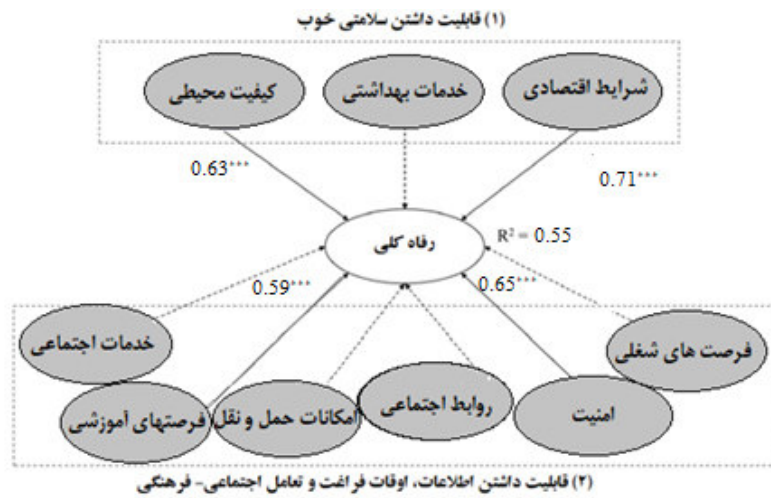 (۱) قابلیت داشتن سلامتی خوب
شرایط اقتصادی
خدمات بهداشتی
کیفیت محیطی
0.63***
0.71***
رفاه کلی
R² = 0.55
0.59***
0.65***
خدمات اجتماعی
فرصت های شغلی
فرصتهای آموزشی
امکانات حمل و نقل
روابط اجتماعی
امنیت
(۲) قابلیت داشتن اطلاعات، اوقات فراغت و تعامل اجتماعی- فرهنگی